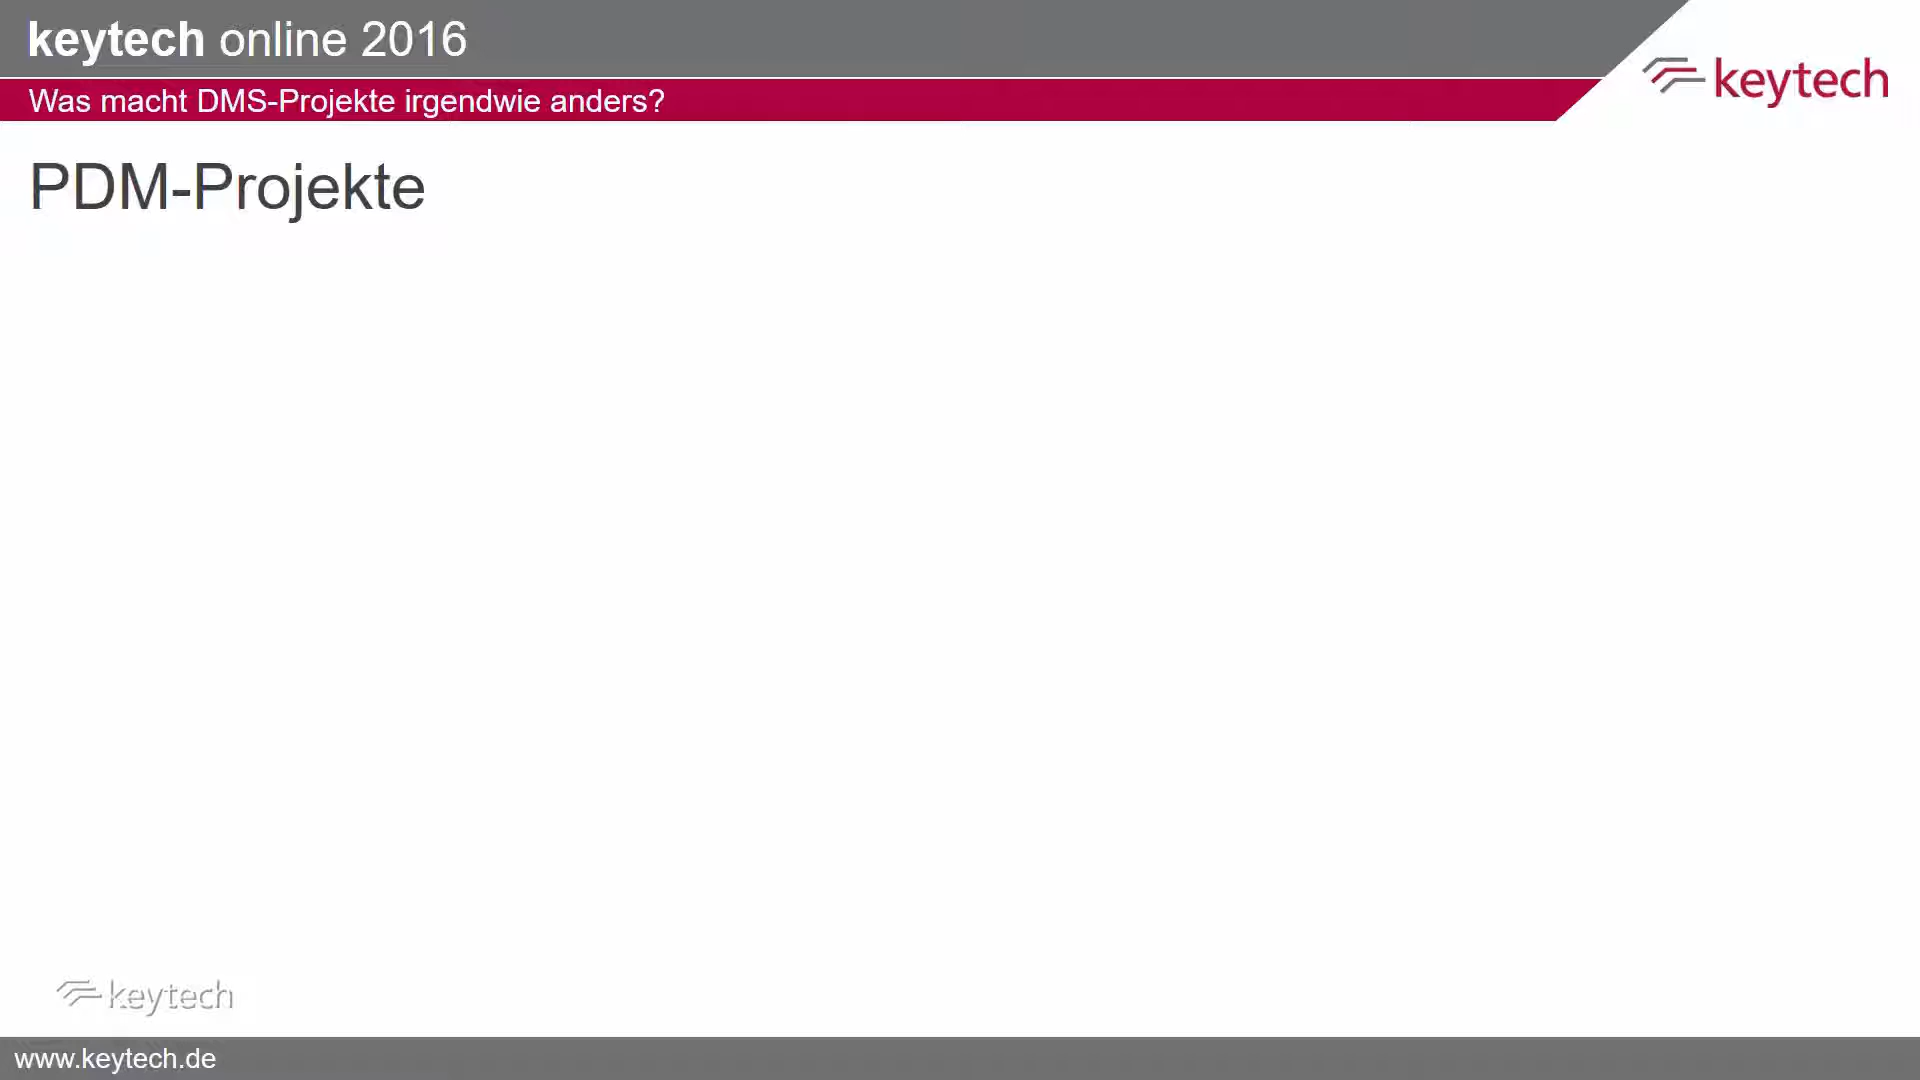 keytech online 2016
Was macht DMS-Projekte irgendwie anders?
keytech
PDM-Projekte
keytech
www.keytech.de